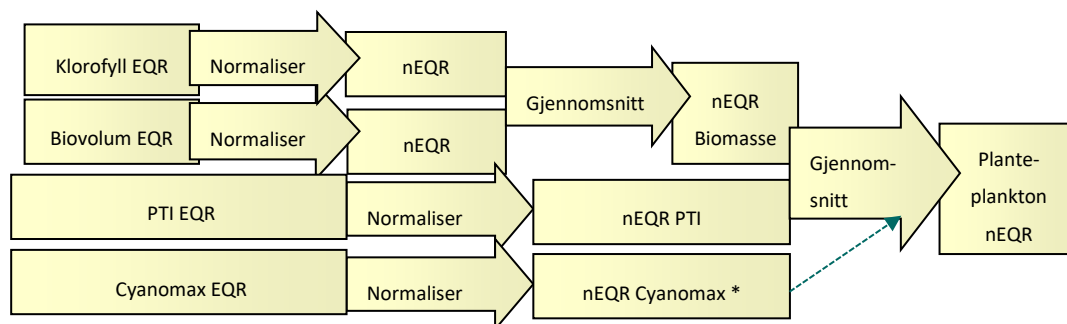 Klorofyll EQR
Normaliser
nEQR
Biovolum EQR
Normaliser
nEQR
Gjennomsnitt
nEQR
Biomasse
PTI EQR
Normaliser
nEQR PTI
Gjennom-
snitt
Plante-
plankton
nEQR
Cyanomax EQR
Normaliser
nEQR Cyanomax *